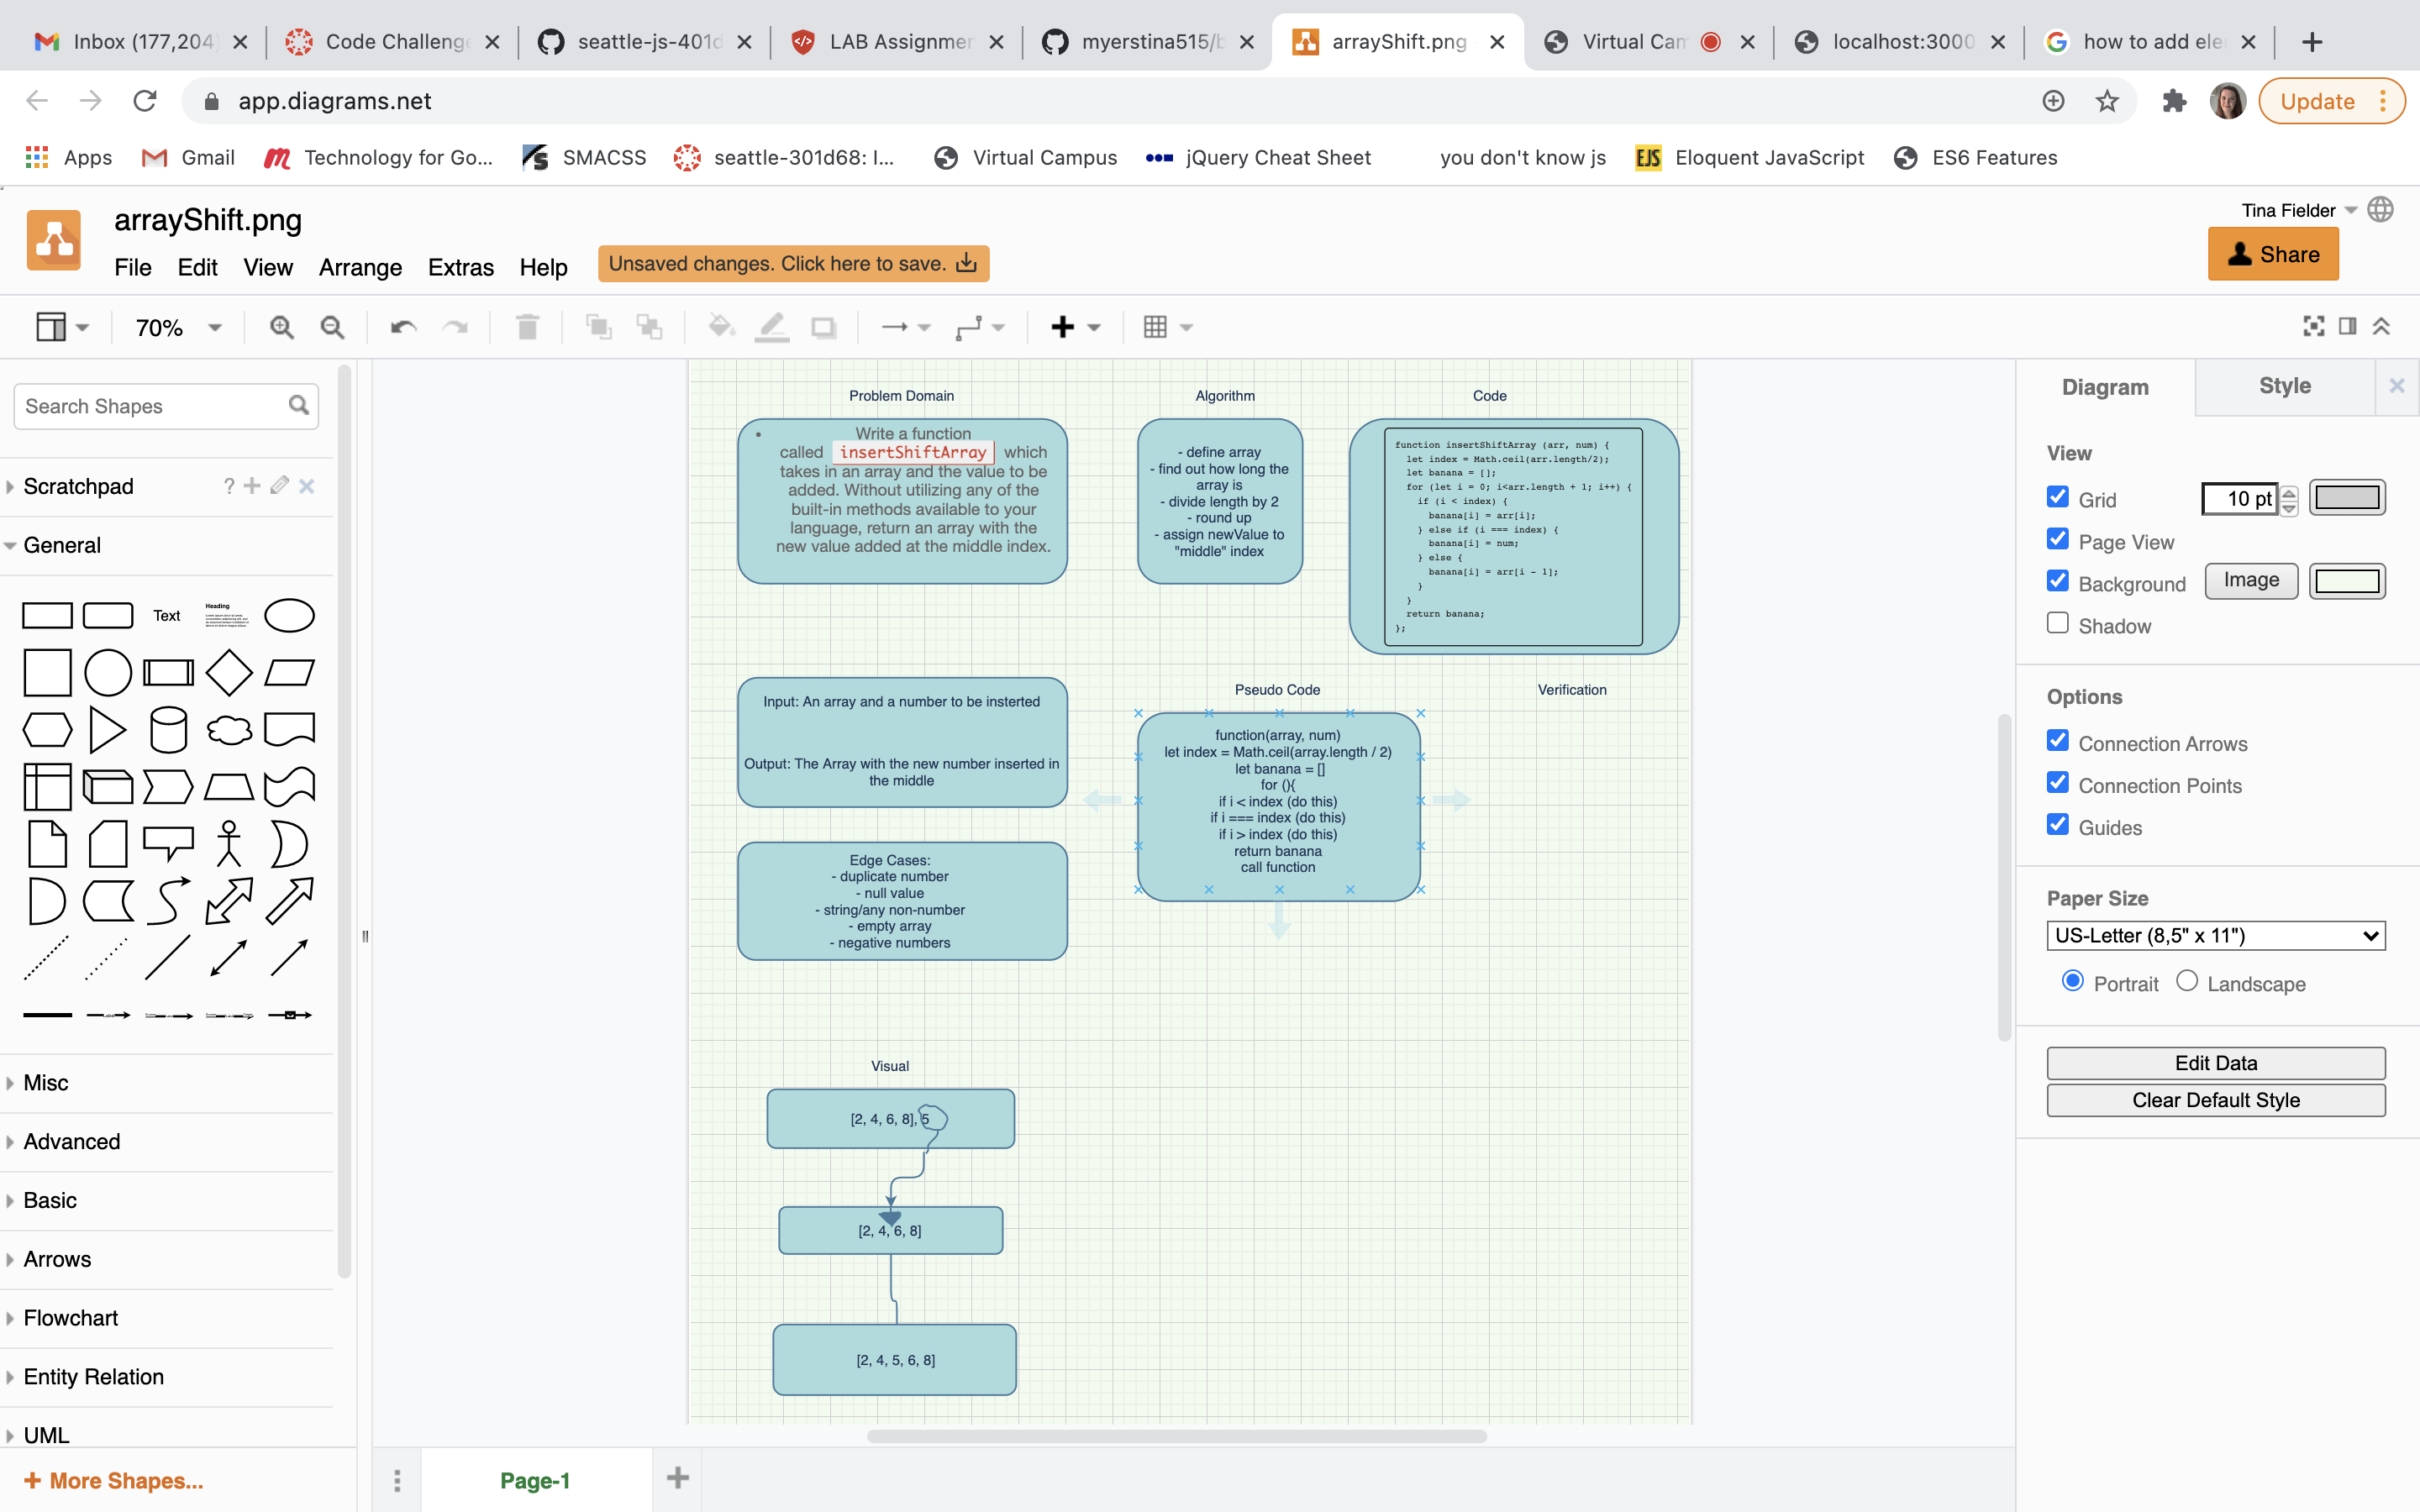 Inbox (177,204
Code Challenge
seattle-js-401d
LAB Assignmen
myerstina515/b
arrayShift.png
Virtual Cam
localhost:3000
how to add ele
app.diagrams.net
Update
Apps
Gmail
Technology for Go...
SMACSS
seattle-301d68: I...
Virtual Campus
jQuery Cheat Sheet
you don't know js
EJS
Eloquent JavaScript
ES6 Features
arrayShift.png
Tina Fielder
File Edit View Arrange Extras Help
Unsaved changes. Click here to save.
Share
70%
Search Shapes
Scratchpad
?
General
Text
Heading
Misc
Advanced
Basic
Arrows
Flowchart
Entity Relation
UML
+ More Shapes...
Problem Domain
• Write a function
called insertShiftArray which
takes in an array and the value to be
added. Without utilizing any of the
built-in methods available to your
language, return an array with the
new value added at the middle index.
Algorithm
- define array
- find out how long the
array is
- divide length by 2
- round up
- assign newValue to
"middle" index
Code
function insertShiftArray (arr, num) {
let index = Math.ceil(arr.length/2);
let banana = [];
for (let i = 0; i<arr.length + 1; i++) {
if (i < index) {
banana[i] = arr[i];
} else if (i === index) {
banana[i] = num;
} else {
banana[i] = arr[i - 1];
}
}
return banana;
};
Input: An array and a number to be insterted
Output: The Array with the new number inserted in
the middle
Pseudo Code
function(array, num)
let index = Math.ceil(array.length / 2)
let banana = []
for (){
if i < index (do this)
if i === index (do this)
if i > index (do this)
return banana
call function
Verification
Edge Cases:
- duplicate number
- null value
- string/any non-number
- empty array
- negative numbers
Visual
[2, 4, 6, 8], 5
[2, 4, 6, 8]
[2, 4, 5, 6, 8]
Page-1
Diagram
Style
View
Grid
10 pt
Page View
Background
Image
Shadow
Options
Connection Arrows
Connection Points
Guides
Paper Size
US-Letter (8,5" x 11")
Portrait
Landscape
Edit Data
Clear Default Style